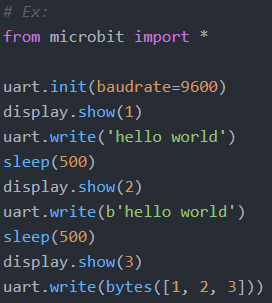 # Ex:
from microbit import *
uart.init(baudrate=9600)
display.show(1)
uart.write('hello world')
sleep(500)
display.show(2)
uart.write(b'hello world')
sleep(500)
display.show(3)
uart.write(bytes([1, 2, 3]))